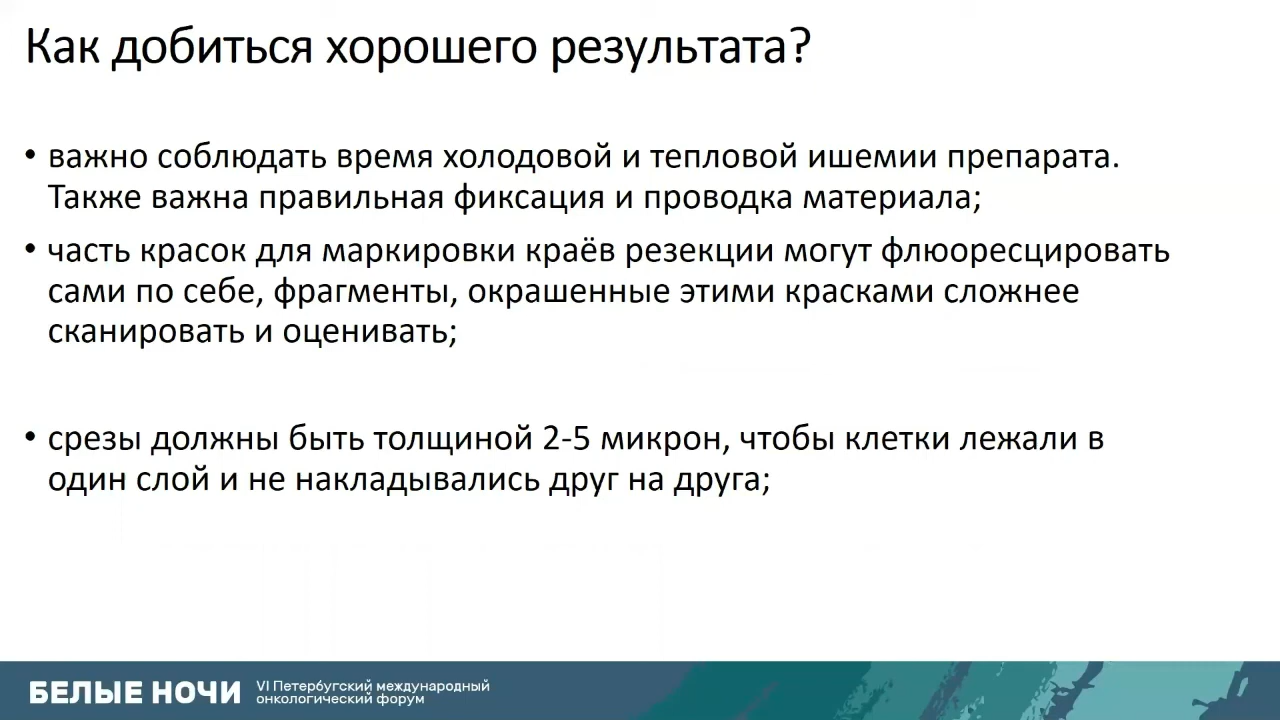 Как добиться хорошего результата?
• важно соблюдать время холодовой и тепловой ишемии препарата.
Также важна правильная фиксация и проводка материала;
• часть красок для маркировки краёв резекции могут флюоресцировать
сами по себе, фрагменты, окрашенные этими красками сложнее
сканировать и оценивать;
• срезы должны быть толщиной 2-5 микрон, чтобы клетки лежали в
один слой и не накладывались друг на друга;
БЕЛЫЕ НОЧИ
VI Петербугский международный
онкологический форум